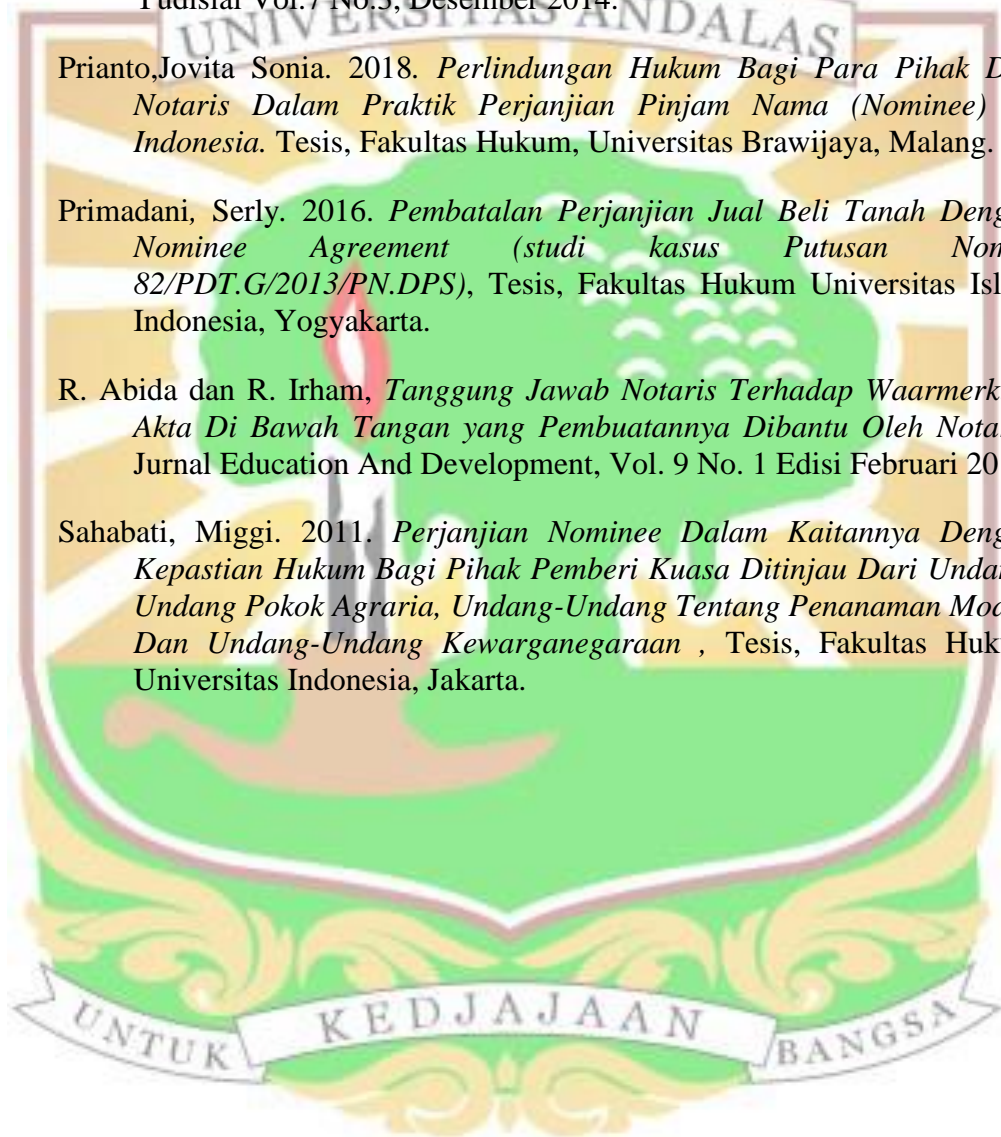 Yudisial Vol.7 No.3, Desember 2014.
UNIVERSITAS ANDALAS
Prianto,Jovita Sonia. 2018. Perlindungan Hukum Bagi Para Pihak D
Notaris Dalam Praktik Perjanjian Pinjam Nama (Nominee)
Indonesia. Tesis, Fakultas Hukum, Universitas Brawijaya, Malang.
Primadani, Serly. 2016. Pembatalan Perjanjian Jual Beli Tanah Deng
Nominee Agreement (studi kasus Putusan Nom
82/PDT.G/2013/PN.DPS), Tesis, Fakultas Hukum Universitas Isl
Indonesia, Yogyakarta.
R. Abida dan R. Irham, Tanggung Jawab Notaris Terhadap Waarmerk
Akta Di Bawah Tangan yang Pembuatannya Dibantu Oleh Nota
Jurnal Education And Development, Vol. 9 No. 1 Edisi Februari 20
Sahabati, Miggi. 2011. Perjanjian Nominee Dalam Kaitannya Deng
Kepastian Hukum Bagi Pihak Pemberi Kuasa Ditinjau Dari Undan
Undang Pokok Agraria, Undang-Undang Tentang Penanaman Mod
Dan Undang-Undang Kewarganegaraan , Tesis, Fakultas Huk
Universitas Indonesia, Jakarta.
UNTUK KEDJAJAAN BANGSA